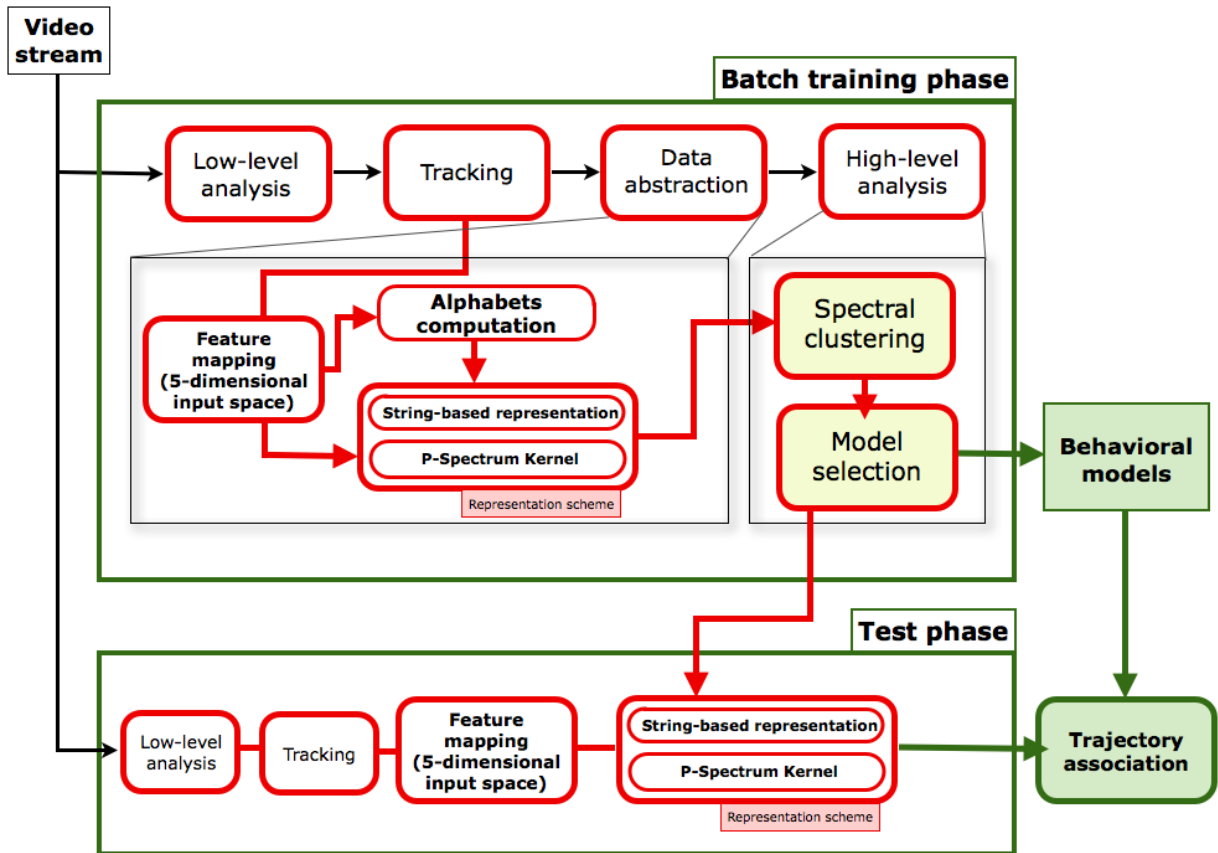 Video
stream
Batch training phase
Low-level
analysis
Tracking
Data
abstraction
High-level
analysis
Feature
mapping
(5-dimensional
input space)
Alphabets
computation
String-based representation
P-Spectrum Kernel
Representation scheme
Spectral
clustering
Model
selection
Behavioral
models
Test phase
Low-level
analysis
Tracking
Feature
mapping
(5-dimensional
input space)
String-based representation
P-Spectrum Kernel
Representation scheme
Trajectory
association